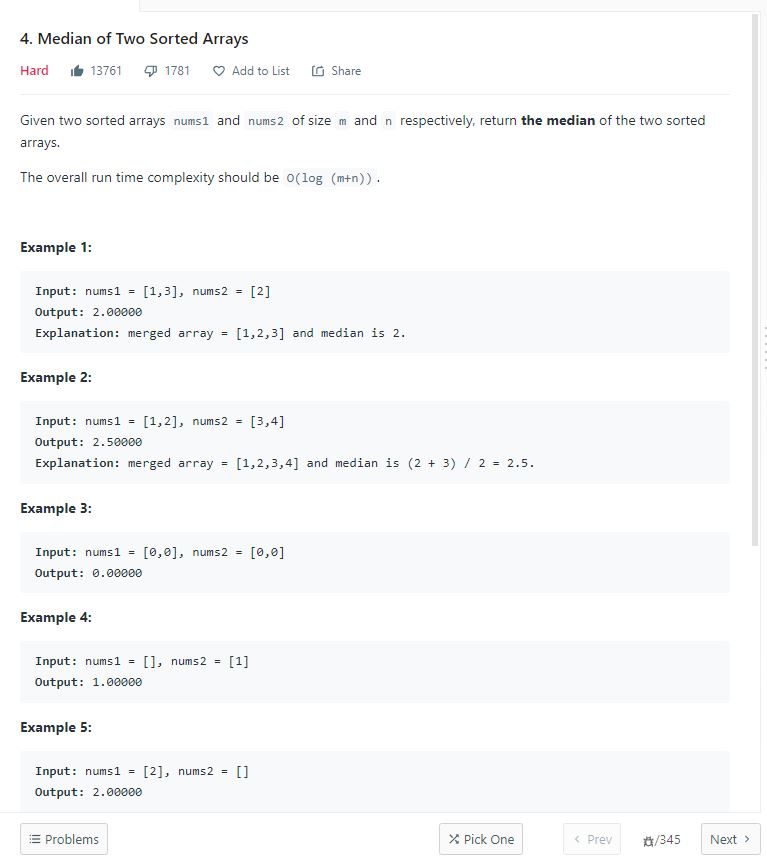 4. Median of Two Sorted Arrays
Hard 13761 1781 Add to List Share
Given two sorted arrays nums1 and nums2 of size m and n respectively, return the median of the two sorted
arrays.
The overall run time complexity should be O(log (m+n)).
Example 1:
Input: nums1 = [1,3], nums2 = [2]
Output: 2.00000
Explanation: merged array = [1,2,3] and median is 2.
Example 2:
Input: nums1 = [1,2], nums2 = [3,4]
Output: 2.50000
Explanation: merged array = [1,2,3,4] and median is (2 + 3) / 2 = 2.5.
Example 3:
Input: nums1 = [0,0], nums2 = [0,0]
Output: 0.00000
Example 4:
Input: nums1 = [], nums2 = [1]
Output: 1.00000
Example 5:
Input: nums1 = [2], nums2 = []
Output: 2.00000
Problems Pick One < Prev /345 Next >